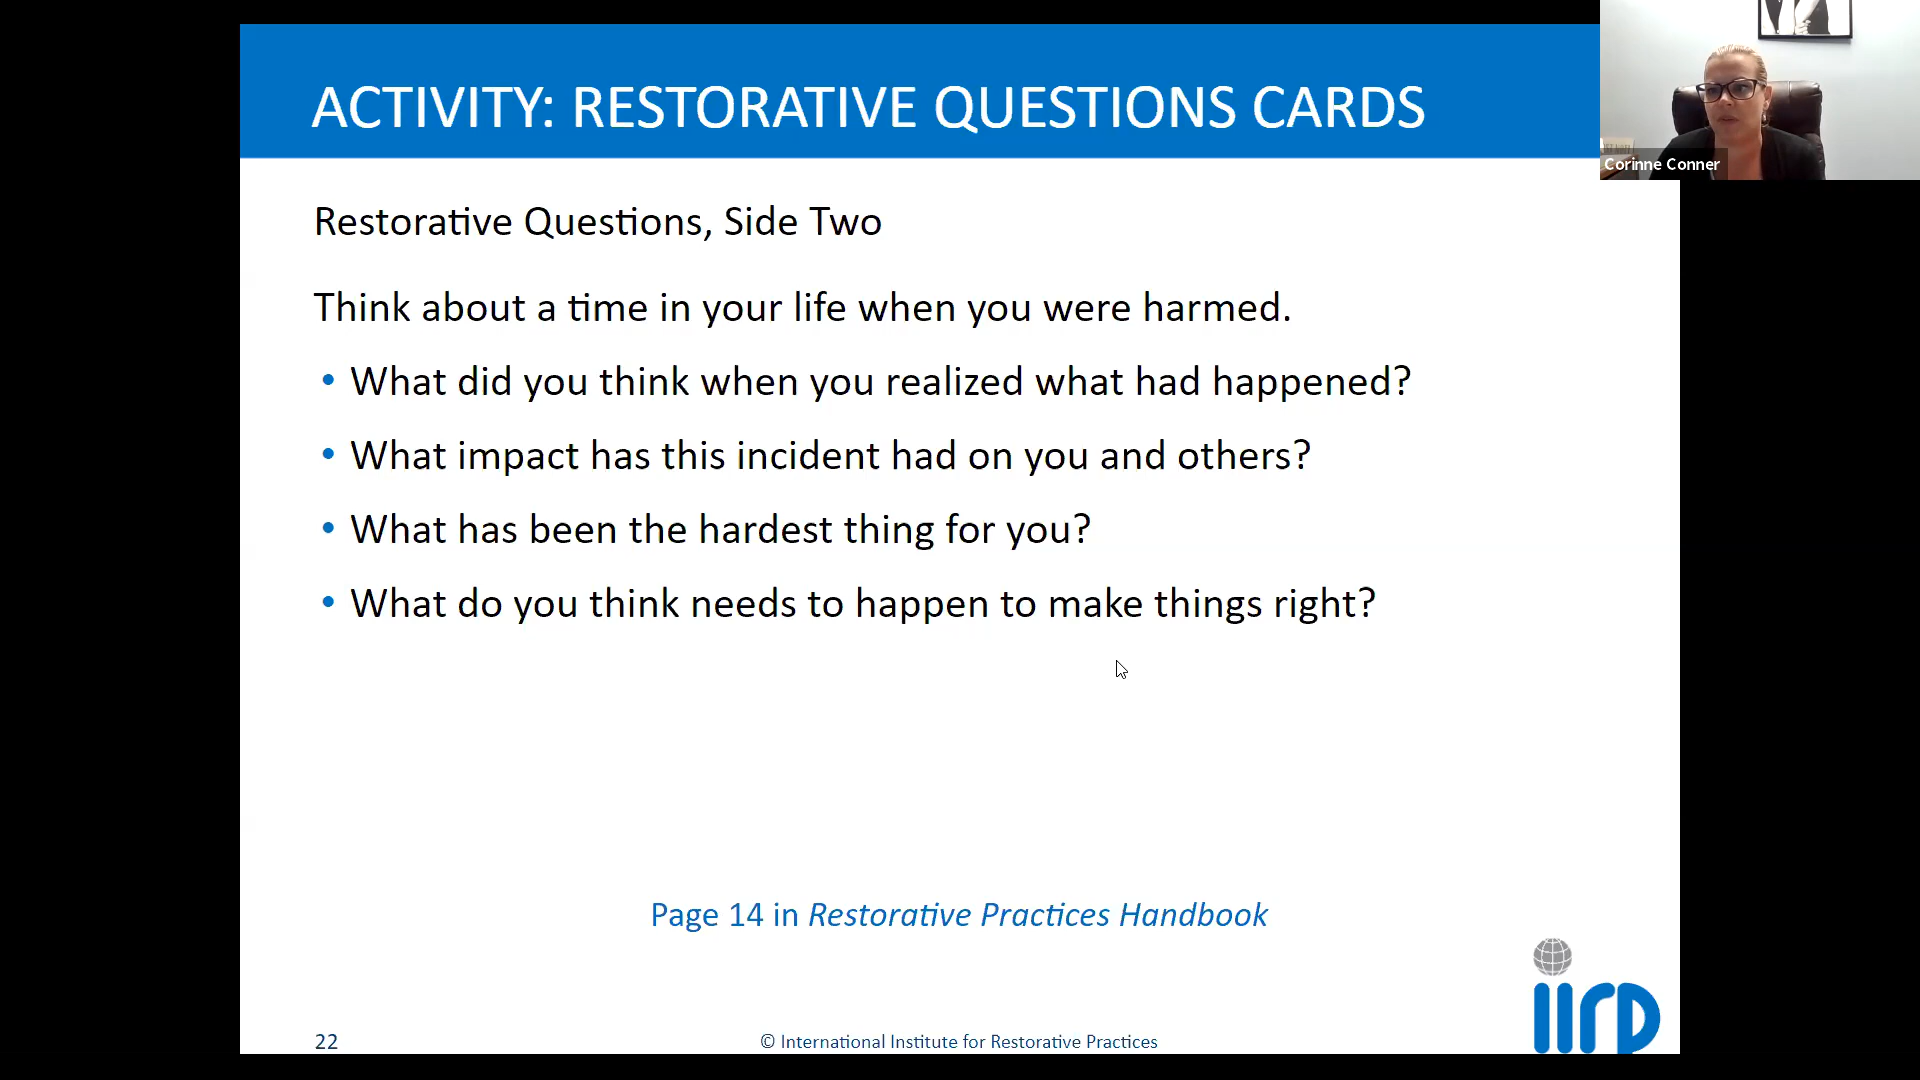 ACTIVITY: RESTORATIVE QUESTIONS CARDS
Corinne Conner
Restorative Questions, Side Two
Think about a time in your life when you were harmed.
• What did you think when you realized what had happened?
• What impact has this incident had on you and others?
• What has been the hardest thing for you?
• What do you think needs to happen to make things right?
Page 14 in Restorative Practices Handbook
iirp
22
© International Institute for Restorative Practices